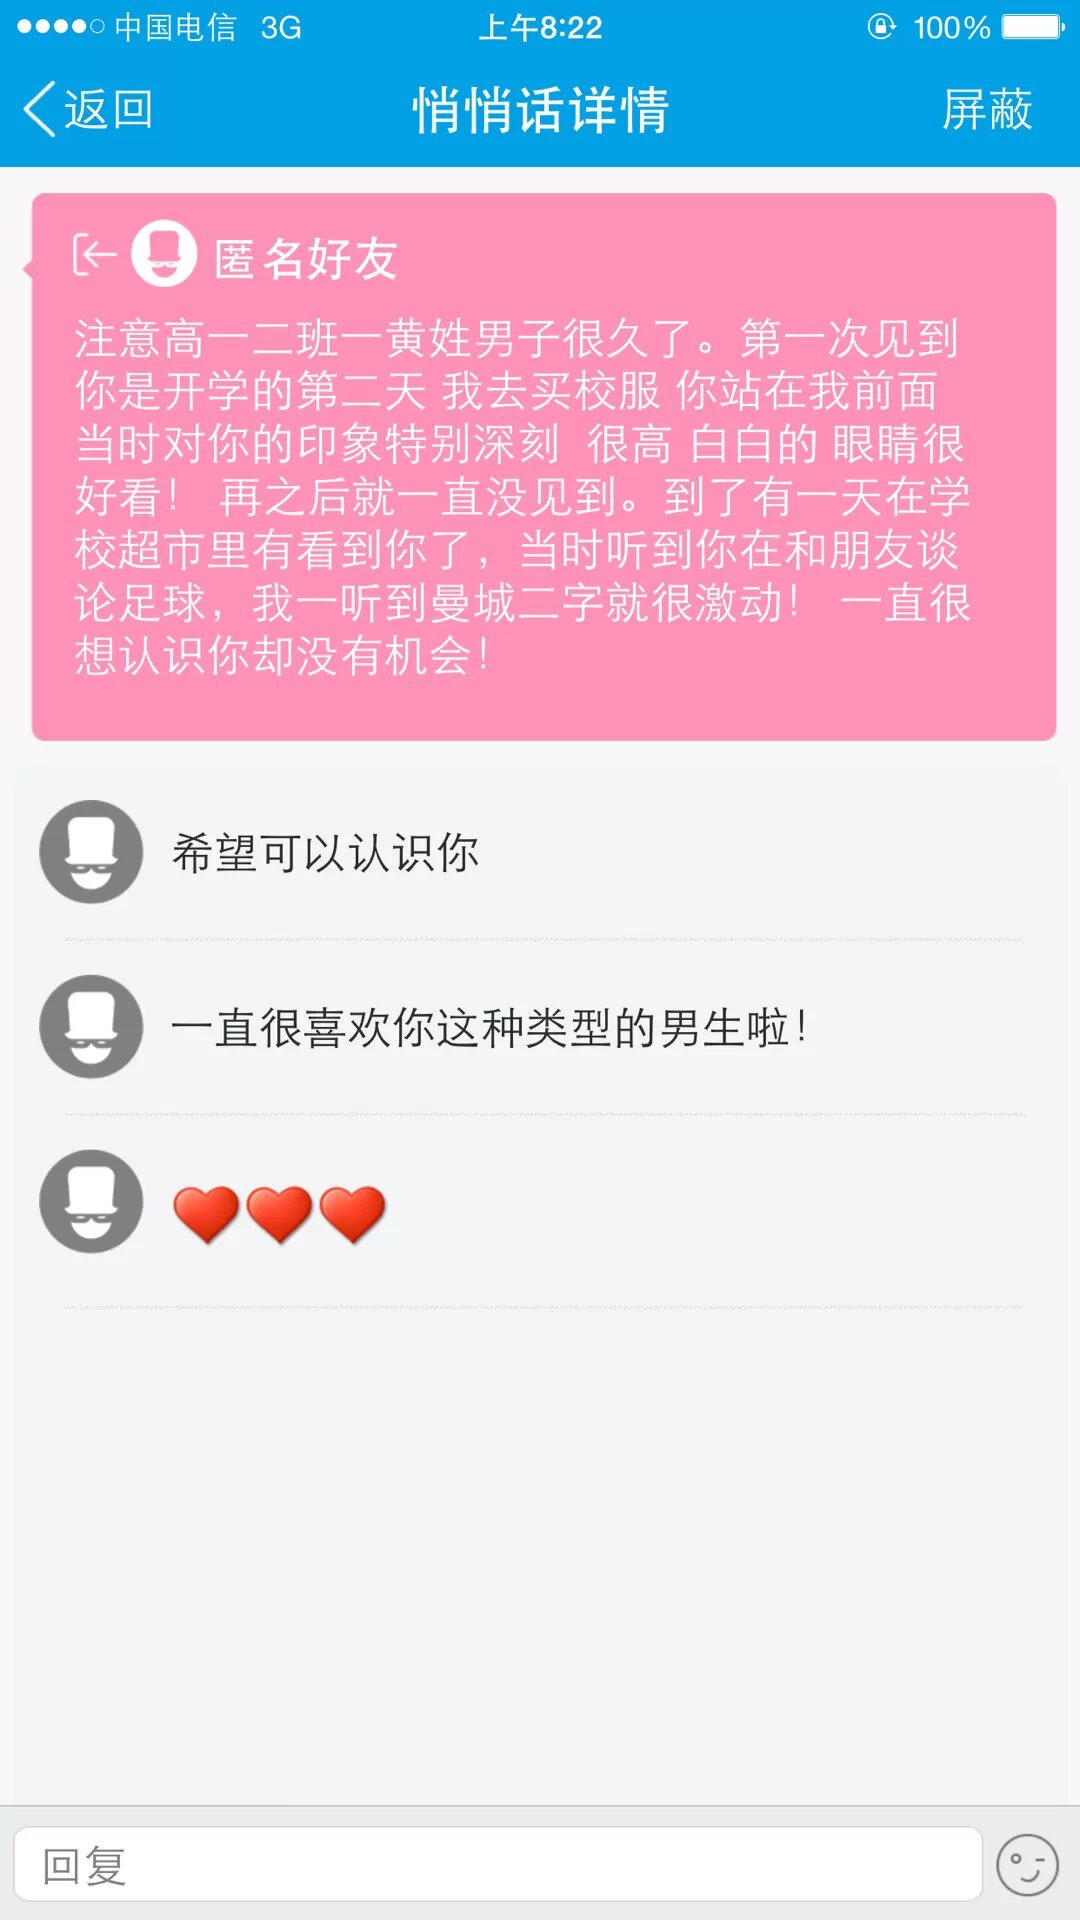 中国电信 3G 上午8:22 100%
返回 悄悄话详情 屏蔽
匿名好友
注意高一二班一黄姓男子很久了。第一次见到
你是开学的第二天 我去买校服 你站在我前面
当时对你的印象特别深刻 很高 白白的 眼睛很
好看！ 再之后就一直没见到。到了有一天在学
校超市里有看到你了，当时听到你在和朋友谈
论足球，我一听到曼城二字就很激动！ 一直很
想认识你却没有机会！
希望可以认识你
一直很喜欢你这种类型的男生啦！
回复